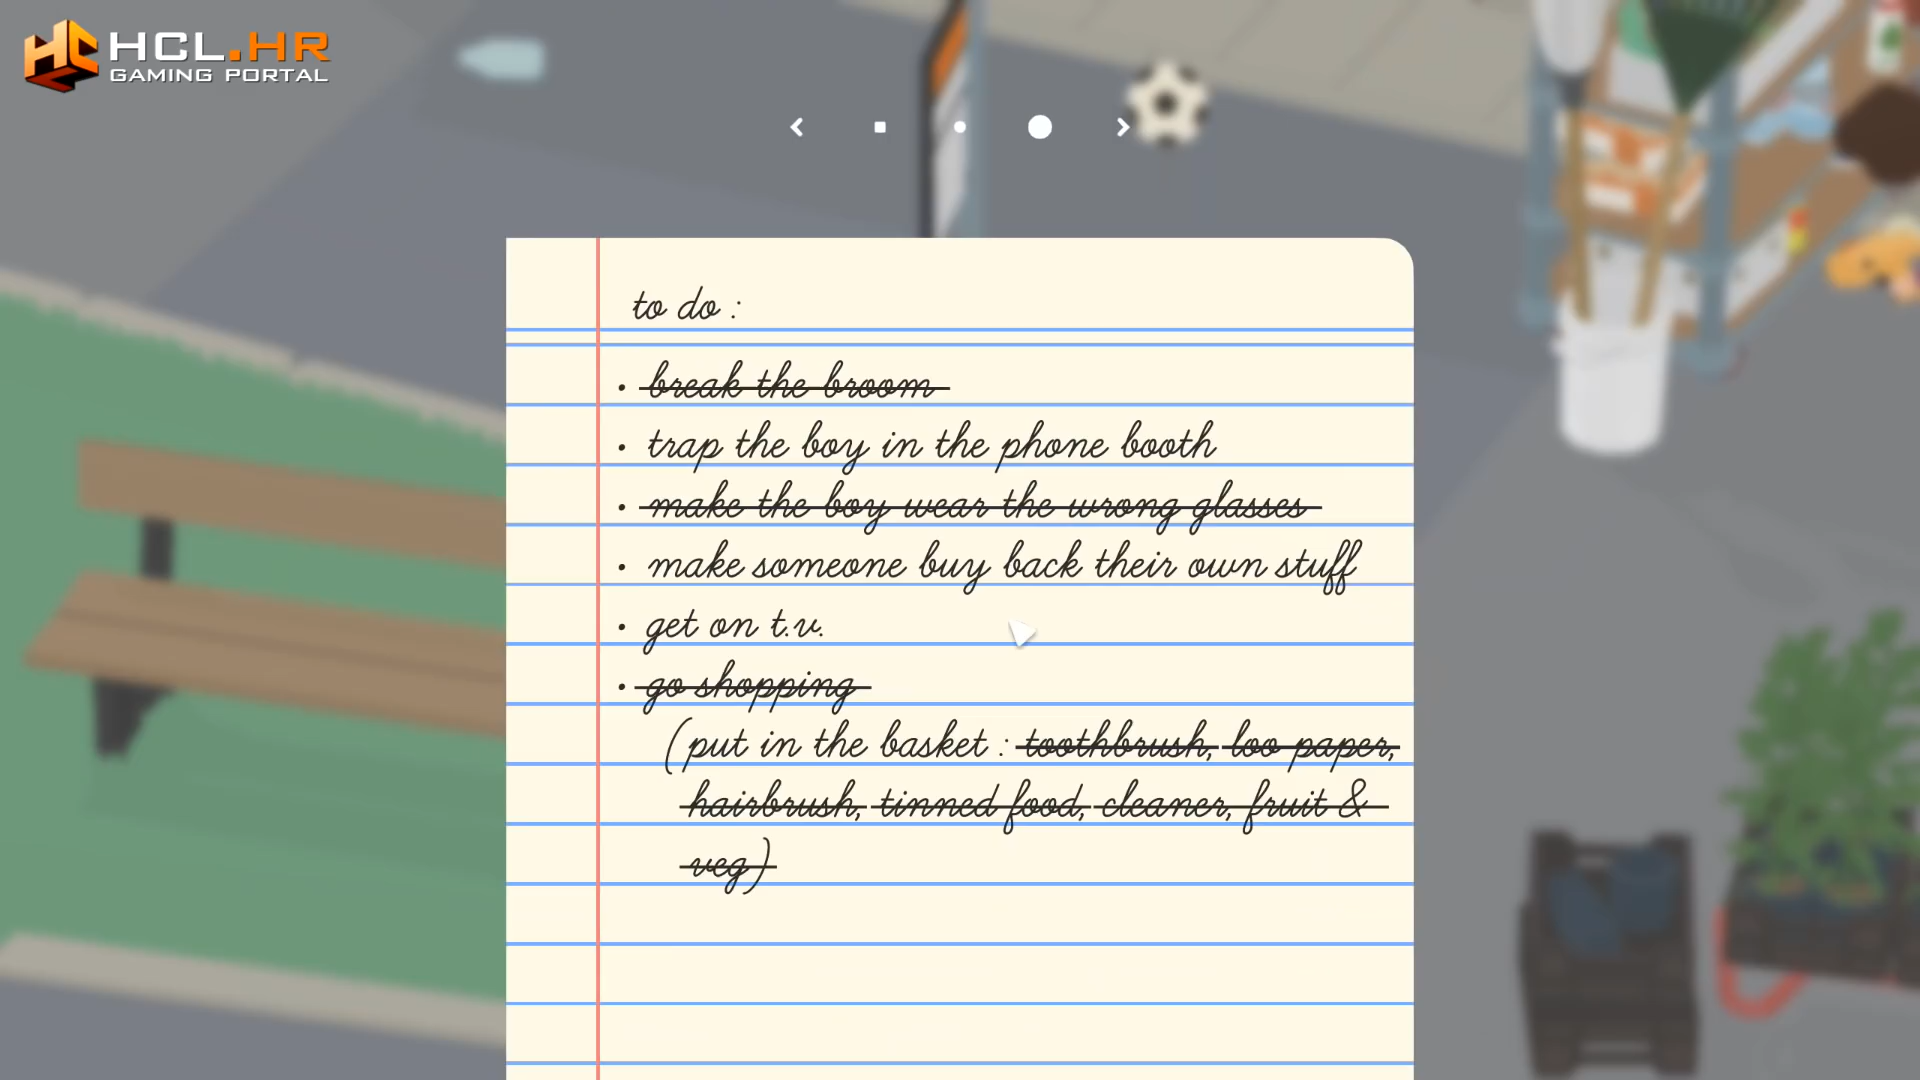 HCL.HR
GAMING PORTAL
to do :
• break the broom
• trap the boy in the phone booth
• make the boy wear the wrong glasses
• make someone buy back their own stuff
• get on t.v.
• go shopping
(put in the basket : toothbrush, loo paper,
hairbrush, tinned food, cleaner, fruit &
veg)